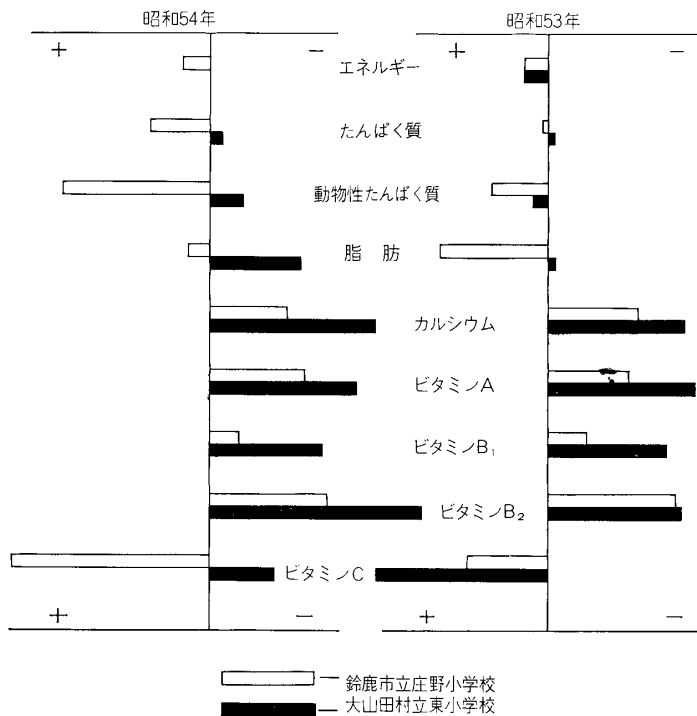 昭和54年 昭和53年
+ − + −
エネルギー
たんぱく質
動物性たんぱく質
脂 肪
カルシウム
ビタミンA
ビタミンB₁
ビタミンB₂
ビタミンC
+ − + −
鈴鹿市立庄野小学校
大山田村立東小学校